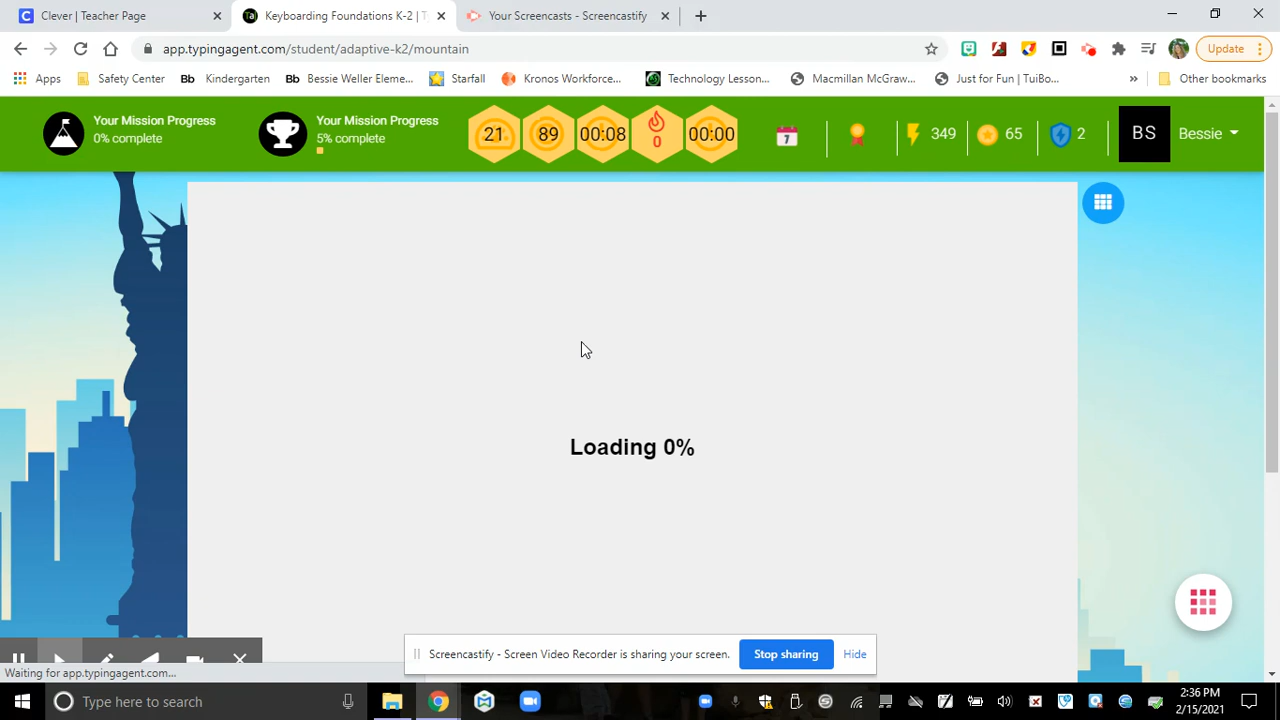 Clever | Teacher Page
Keyboarding Foundations K-2 | T
Your Screencasts - Screencastify
app.typingagent.com/student/adaptive-k2/mountain
Update
Apps
Safety Center
Bb Kindergarten
Bb Bessie Weller Eleme...
Starfall
Kronos Workforce...
Technology Lesson...
Macmillan McGraw...
Just for Fun | TuiBo...
»
Other bookmarks
Your Mission Progress
0% complete
Your Mission Progress
5% complete
21
89
00:08
0
00:00
7
349
65
2
BS
Bessie
Loading 0%
Screencastify - Screen Video Recorder is sharing your screen.
Stop sharing
Hide
Waiting for app.typingagent.com...
Type here to search
2:36 PM
2/15/2021